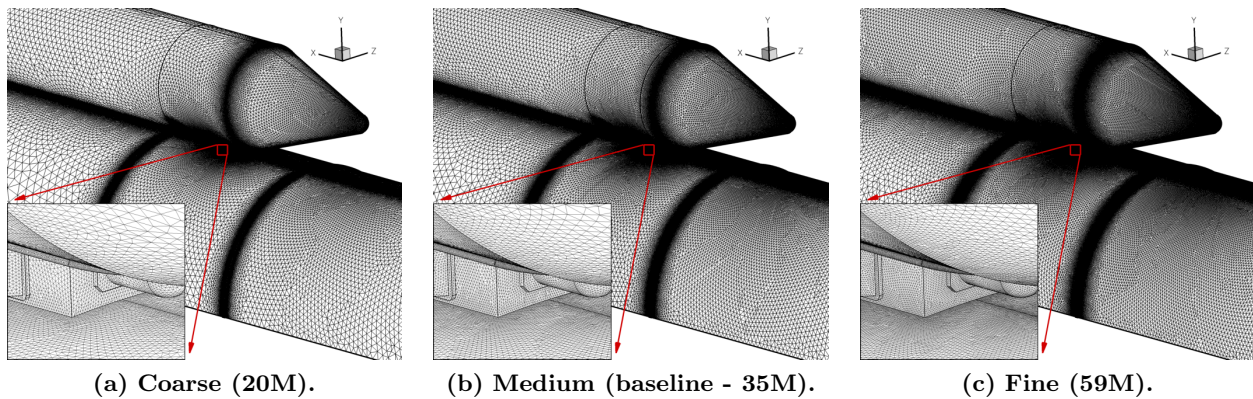 Y
X
Z
Y
X
Z
Y
X
Z
(a) Coarse (20M).
(b) Medium (baseline - 35M).
(c) Fine (59M).